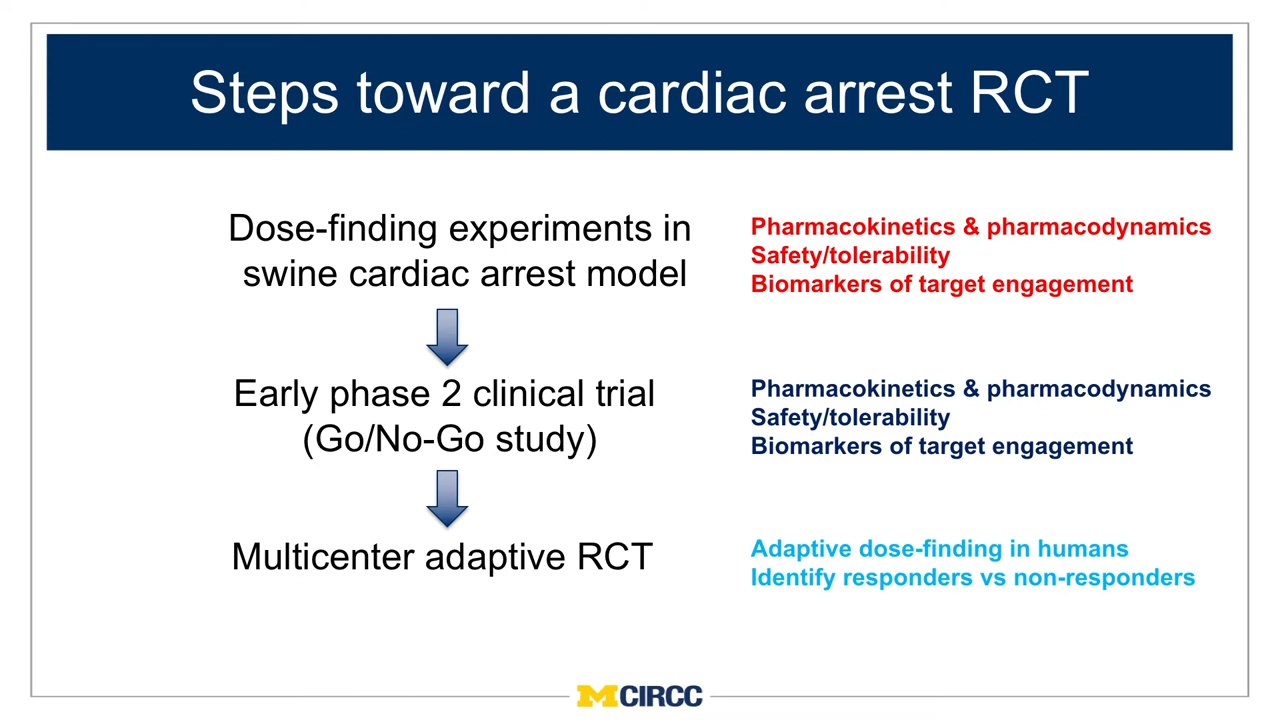 Steps toward a cardiac arrest RCT
Dose-finding experiments in
swine cardiac arrest model
Pharmacokinetics & pharmacodynamics
Safety/tolerability
Biomarkers of target engagement
Early phase 2 clinical trial
(Go/No-Go study)
Pharmacokinetics & pharmacodynamics
Safety/tolerability
Biomarkers of target engagement
Multicenter adaptive RCT
Adaptive dose-finding in humans
Identify responders vs non-responders
MCIRCC